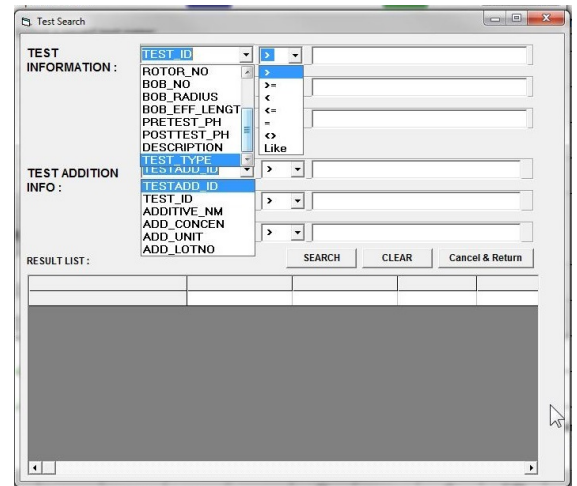 Test Search
TEST INFORMATION :
TEST_ID >
ROTOR_NO
BOB_NO
BOB_RADIUS
BOB_EFF_LENGT
PRETEST_PH
POSTTEST_PH
DESCRIPTION
TEST_TYPE
>
>=
<
<=
=
<>
Like
TEST ADDITION INFO :
TESTADD_ID >
TESTADD_ID
TEST_ID
ADDITIVE_NM
ADD_CONCEN
ADD_UNIT
ADD_LOTNO
>
>
RESULT LIST :
SEARCH CLEAR Cancel & Return